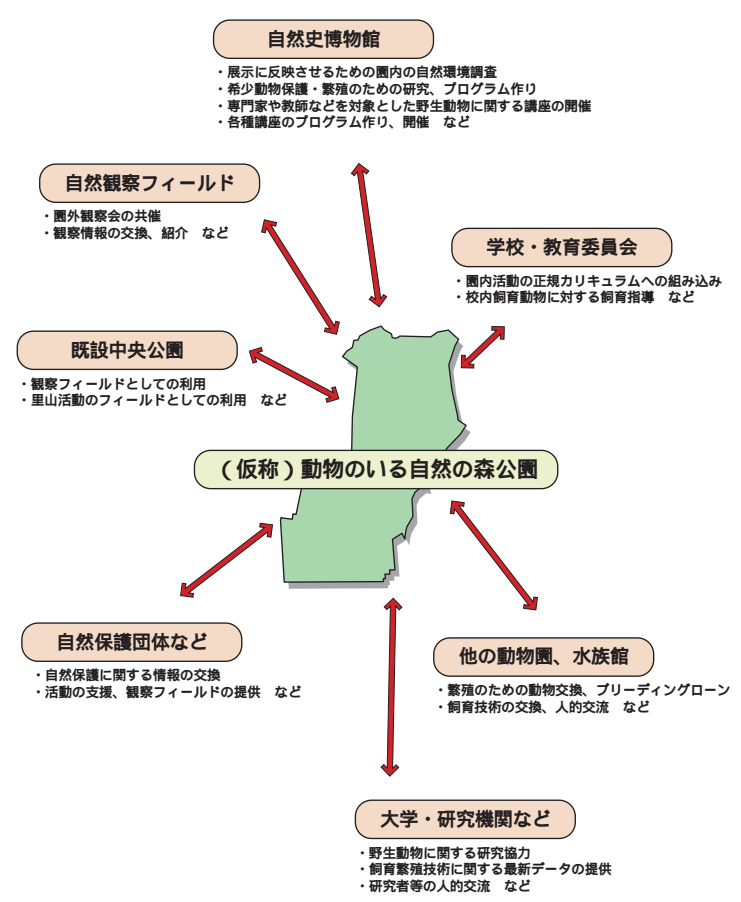 自然史博物館
・展示に反映させるための園内の自然環境調査
・希少動物保護・繁殖のための研究、プログラム作り
・専門家や教師などを対象とした野生動物に関する講座の開催
・各種講座のプログラム作り、開催　など
自然観察フィールド
・園外観察会の共催
・観察情報の交換、紹介　など
学校・教育委員会
・園内活動の正規カリキュラムへの組み込み
・校内飼育動物に対する飼育指導　など
既設中央公園
・観察フィールドとしての利用
・里山活動のフィールドとしての利用　など
（仮称）動物のいる自然の森公園
自然保護団体など
・自然保護に関する情報の交換
・活動の支援、観察フィールドの提供　など
他の動物園、水族館
・繁殖のための動物交換、ブリーディングローン
・飼育技術の交換、人的交流　など
大学・研究機関など
・野生動物に関する研究協力
・飼育繁殖技術に関する最新データの提供
・研究者等の人的交流　など